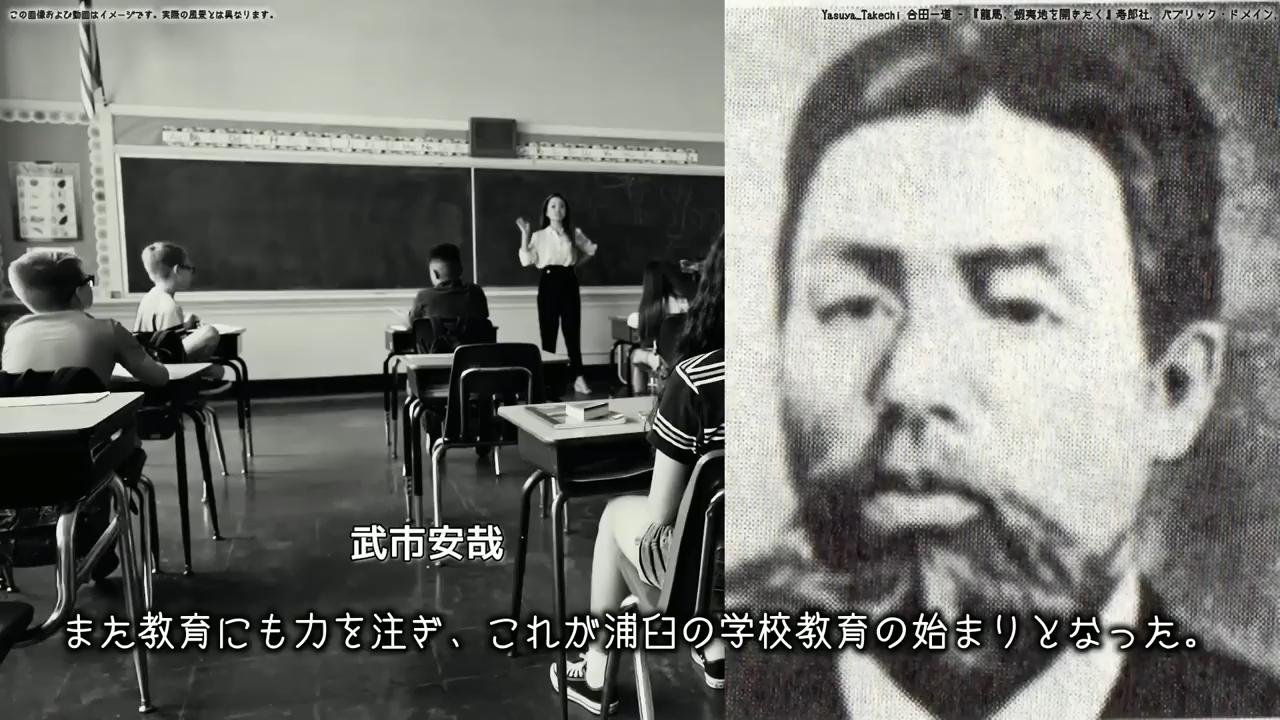 この画像および動画はイメージです。実際の風景とは異なります。
Yasuya_Takechi 合田一道 - 『龍馬、蝦夷地を開きたく』寿郎社, パブリック・ドメイン
武市安哉
また教育にも力を注ぎ、これが浦臼の学校教育の始まりとなった。